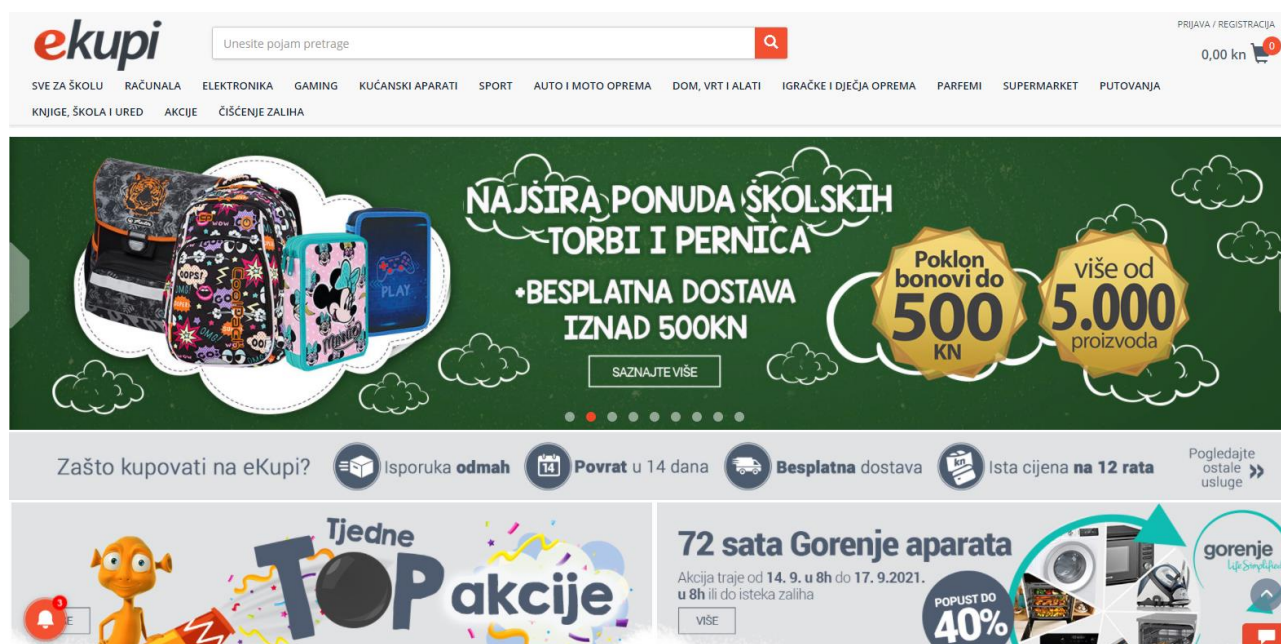 ekupi
Unesite pojam pretrage
PRIJAVA / REGISTRACIJA
0,00 kn
0
SVE ZA ŠKOLU RAČUNALA ELEKTRONIKA GAMING KUĆANSKI APARATI SPORT AUTO I MOTO OPREMA DOM, VRT I ALATI IGRAČKE I DJEČJA OPREMA PARFEMI SUPERMARKET PUTOVANJA
KNJIGE, ŠKOLA I URED AKCIJE ČIŠĆENJE ZALIHA
NAJŠIRA PONUDA ŠKOLSKIH
TORBI I PERNICA
+BESPLATNA DOSTAVA
IZNAD 500KN
SAZNAJTE VIŠE
Poklon
bonovi do
500
KN
više od
5.000
proizvoda
OOPS!
PLAY
Zašto kupovati na eKupi?
Isporuka odmah
14
Povrat u 14 dana
Besplatna dostava
kn
Ista cijena na 12 rata
Pogledajte
ostale
usluge
Tjedne
TOP akcije
3
72 sata Gorenje aparata
Akcija traje od 14. 9. u 8h do 17. 9. 2021.
u 8h ili do isteka zaliha
VIŠE
POPUST DO
40%
gorenje
Life Simplified